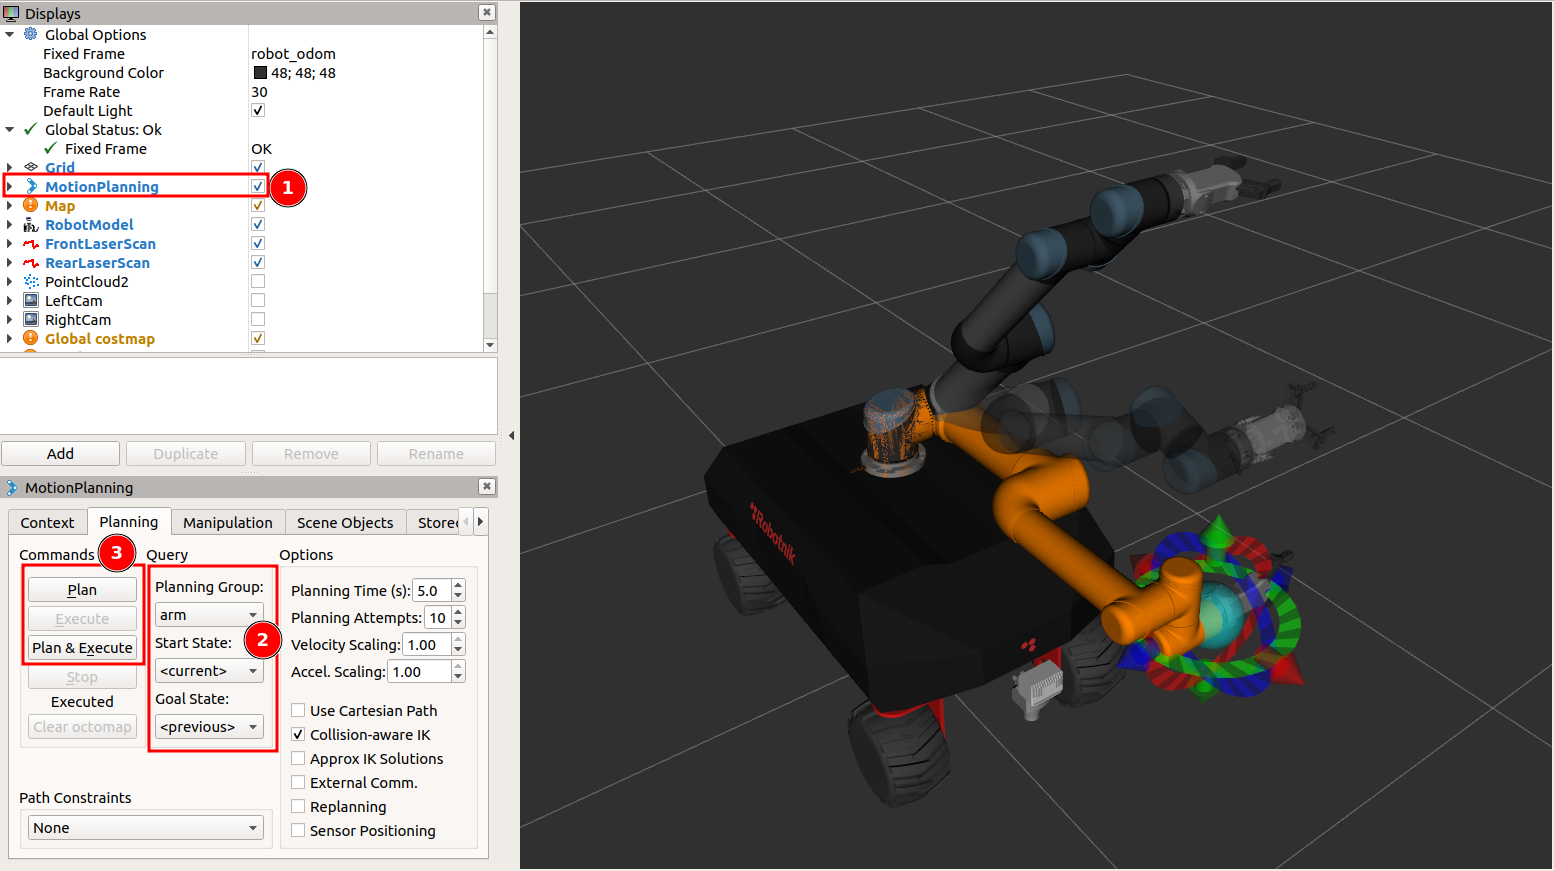 Displays
Global Options
Fixed Frame robot_odom
Background Color 48; 48; 48
Frame Rate 30
Default Light
Global Status: Ok
Fixed Frame OK
Grid
MotionPlanning 1
Map
RobotModel
FrontLaserScan
RearLaserScan
PointCloud2
LeftCam
RightCam
Global costmap
Add Duplicate Remove Rename
MotionPlanning
Context Planning Manipulation Scene Objects Store
Commands 3 Query Options
Plan
Execute
Plan & Execute
Stop
Executed
Clear octomap
Planning Group:
arm
Start State: 2
<current>
Goal State:
<previous>
Planning Time (s): 5.0
Planning Attempts: 10
Velocity Scaling: 1.00
Accel. Scaling: 1.00
Use Cartesian Path
Collision-aware IK
Approx IK Solutions
External Comm.
Replanning
Sensor Positioning
Path Constraints
None
Robotnik